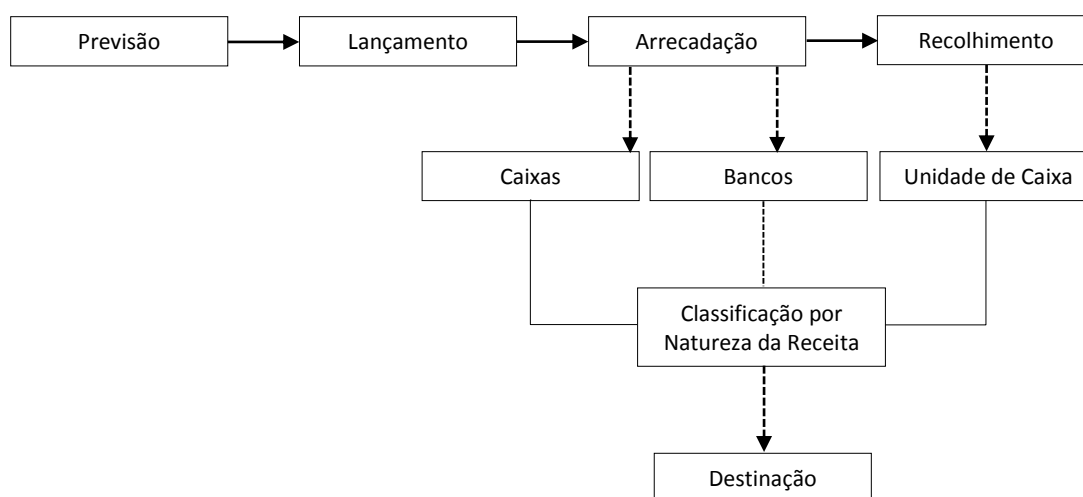 Previsão
Lançamento
Arrecadação
Recolhimento
Caixas
Bancos
Unidade de Caixa
Classificação por
Natureza da Receita
Destinação